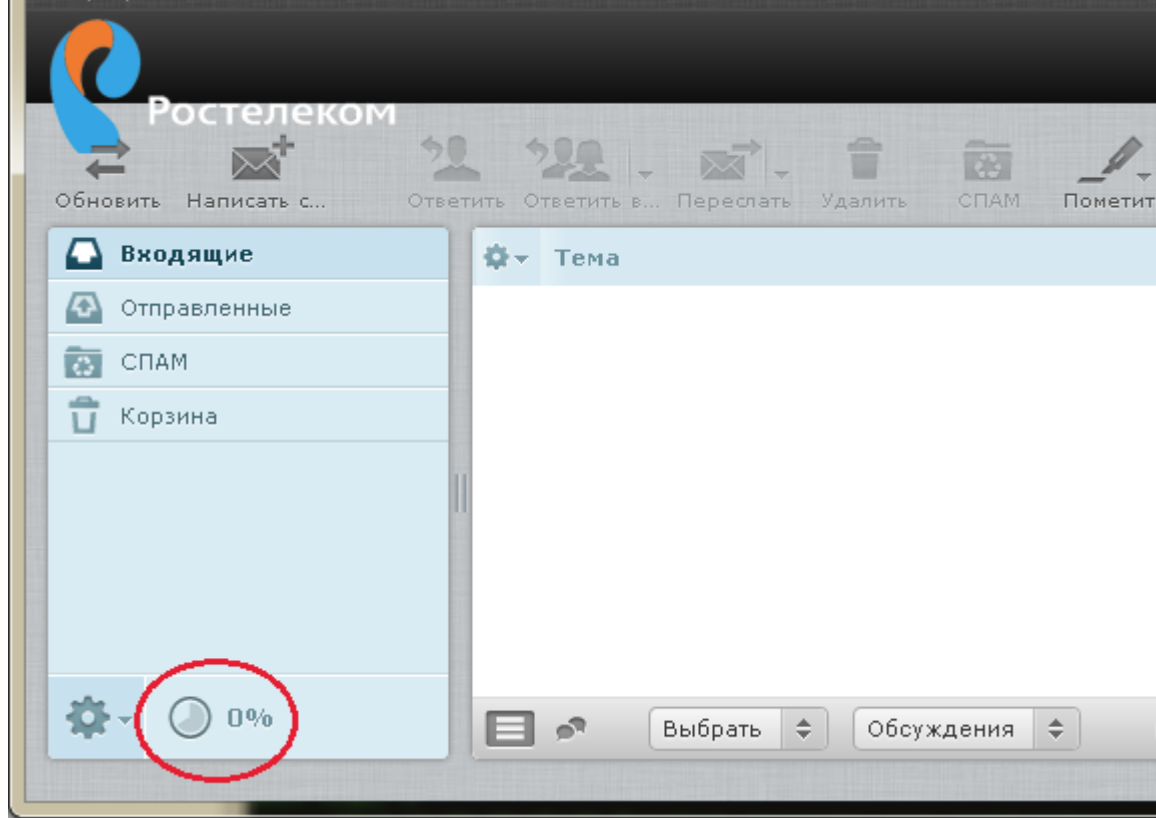 Ростелеком
Обновить Написать с... Ответить Ответить в... Переслать Удалить СПАМ Пометит
Входящие
Тема
Отправленные
СПАМ
Корзина
0%
Выбрать Обсуждения